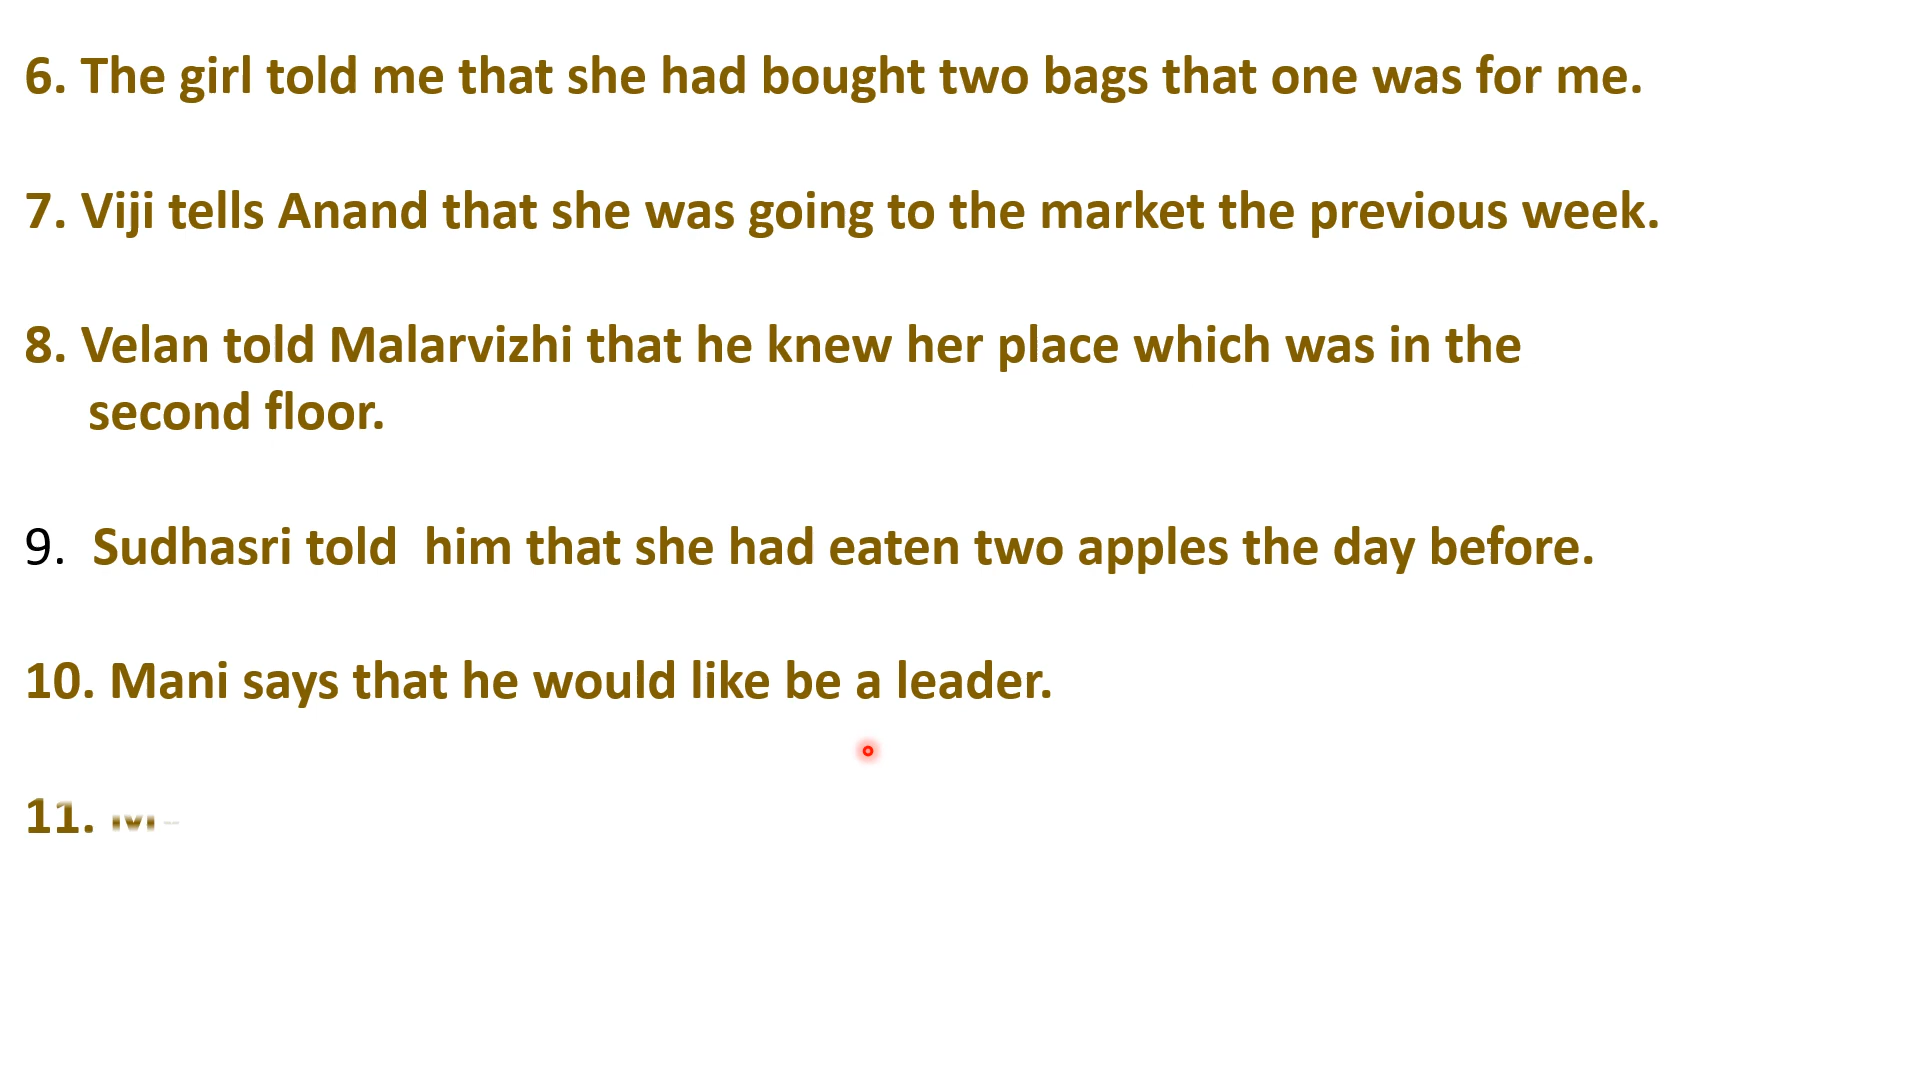 6. The girl told me that she had bought two bags that one was for me.
7. Viji tells Anand that she was going to the market the previous week.
8. Velan told Malarvizhi that he knew her place which was in the
second floor.
9. Sudhasri told him that she had eaten two apples the day before.
10. Mani says that he would like be a leader.
11.